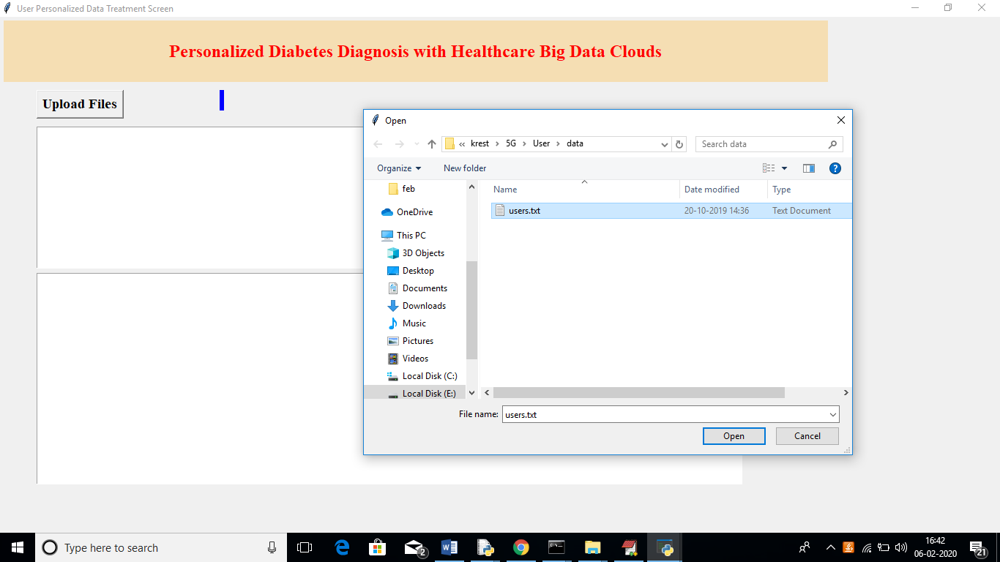 User Personalized Data Treatment Screen
Personalized Diabetes Diagnosis with Healthcare Big Data Clouds
Upload Files
Open
« krest › 5G › User › data
Search data
Organize
New folder
?
Name Date modified Type
users.txt 20-10-2019 14:36 Text Document
feb
OneDrive
This PC
3D Objects
Desktop
Documents
Downloads
Music
Pictures
Videos
Local Disk (C:)
Local Disk (E:)
File name: users.txt
Open Cancel
Type here to search
2
16:42
06-02-2020
21